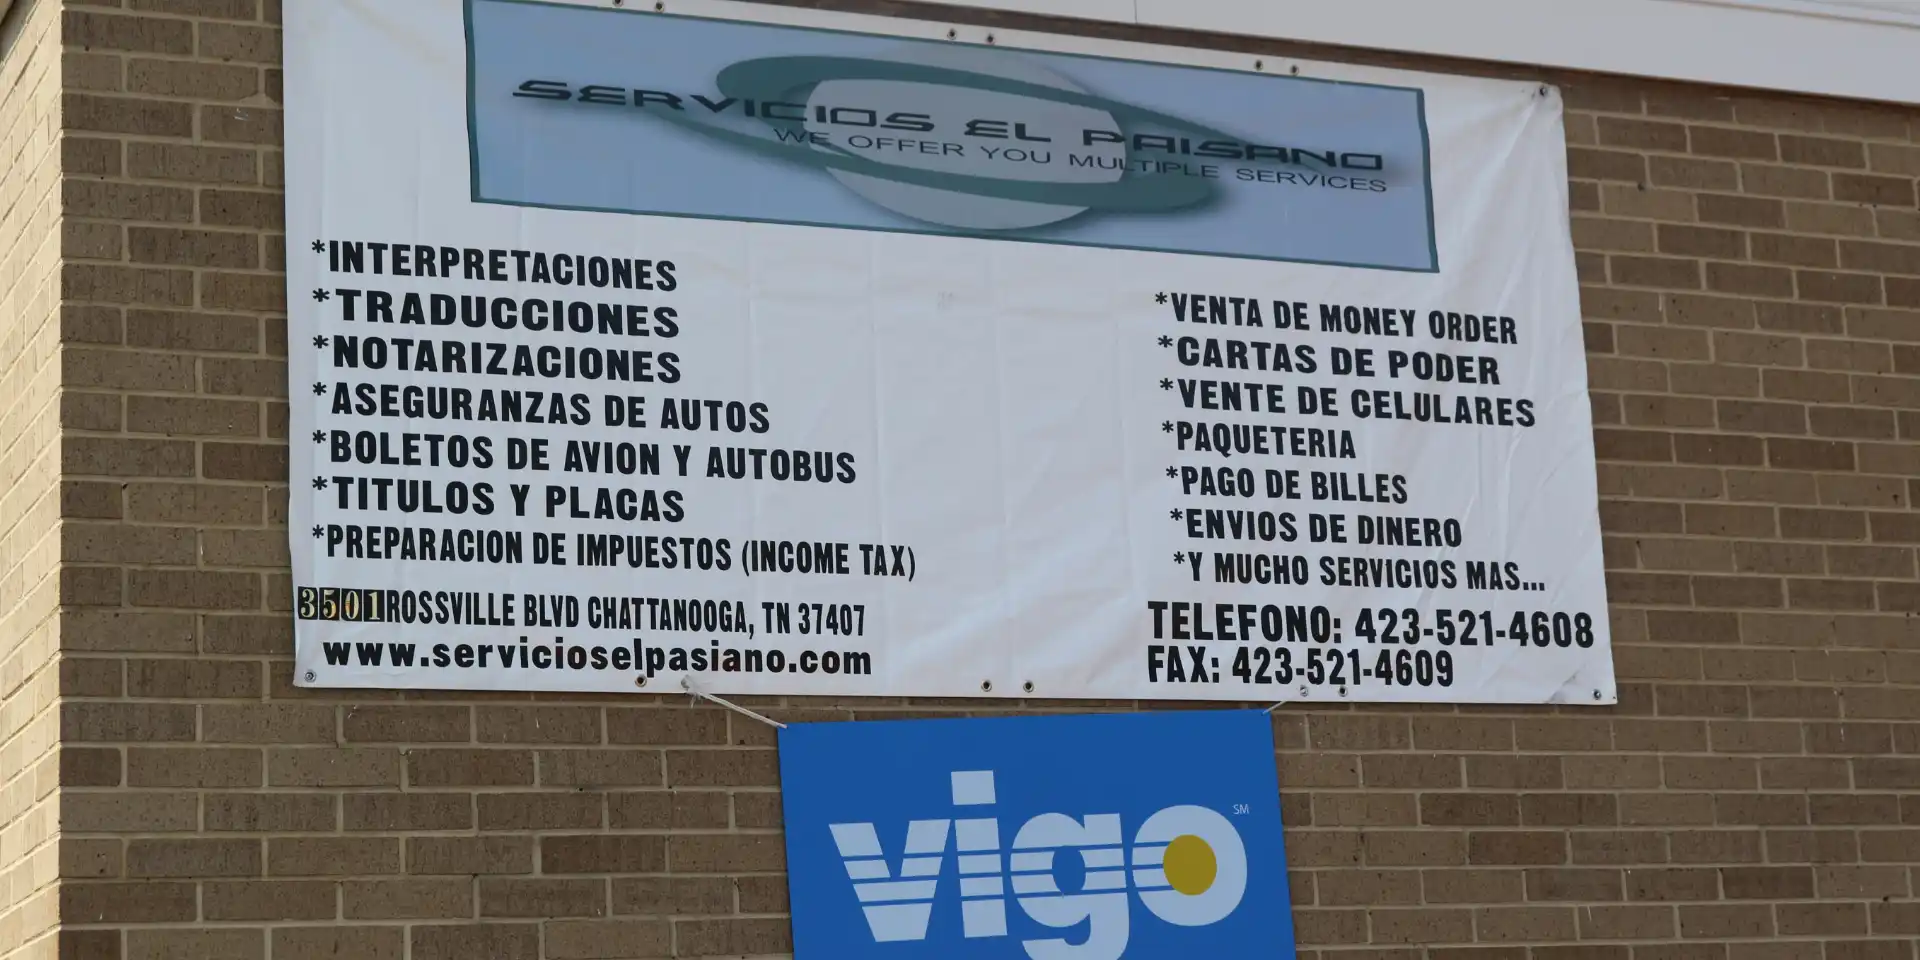 SERVICIOS EL PAISANO
WE OFFER YOU MULTIPLE SERVICES
*INTERPRETACIONES
*TRADUCCIONES
*NOTARIZACIONES
*ASEGURANZAS DE AUTOS
*BOLETOS DE AVION Y AUTOBUS
*TITULOS Y PLACAS
*PREPARACION DE IMPUESTOS (INCOME TAX)
3501 ROSSVILLE BLVD CHATTANOOGA, TN 37407
www.servicioselpasiano.com
*VENTA DE MONEY ORDER
*CARTAS DE PODER
*VENTE DE CELULARES
*PAQUETERIA
*PAGO DE BILLES
*ENVIOS DE DINERO
*Y MUCHO SERVICIOS MAS...
TELEFONO: 423-521-4608
FAX: 423-521-4609
vigo SM